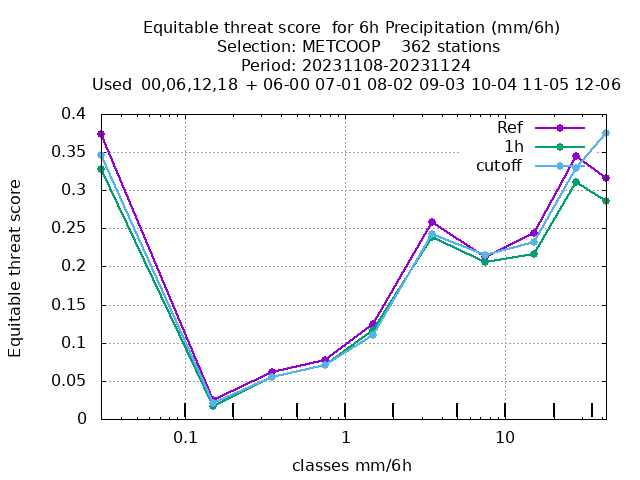 Equitable threat score  for 6h Precipitation (mm/6h)
Selection: METCOOP    362 stations
Period: 20231108-20231124
Used  00,06,12,18  + 06-00 07-01 08-02 09-03 10-04 11-05 12-06
Ref
1h
cutoff
0.4
0.35
0.3
0.25
0.2
0.15
0.1
0.05
0
Equitable threat score
0.1
1
10
classes mm/6h